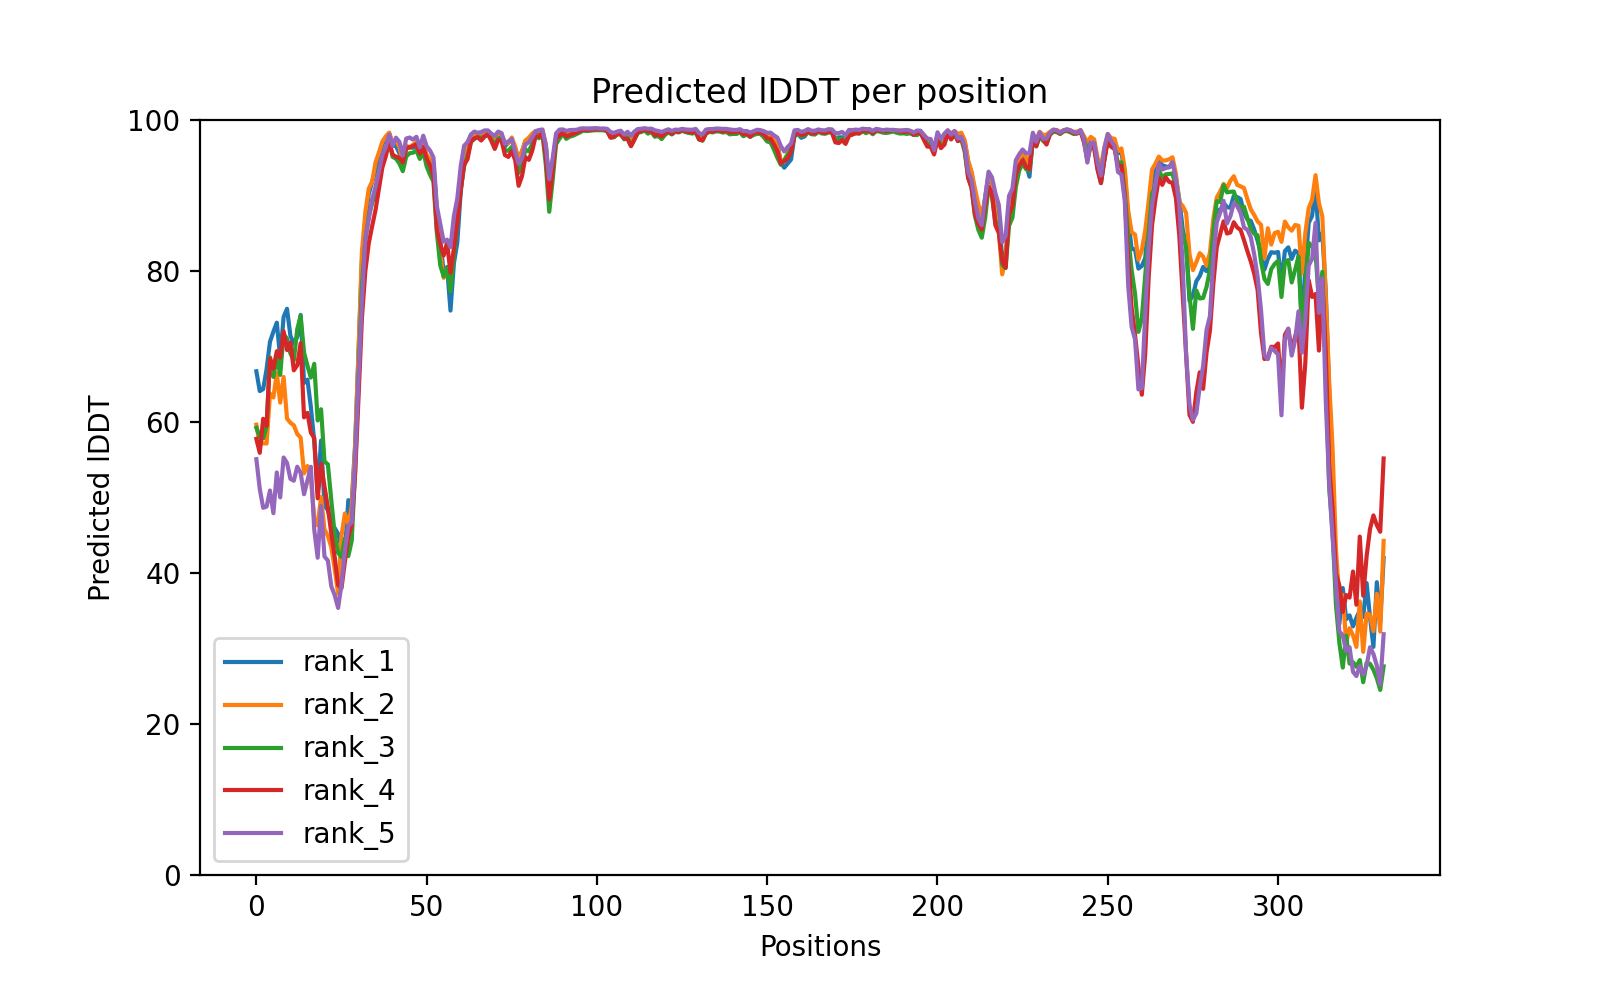 Predicted lDDT per position
100
80
60
40
20
0
Predicted lDDT
rank_1
rank_2
rank_3
rank_4
rank_5
0 50 100 150 200 250 300
Positions